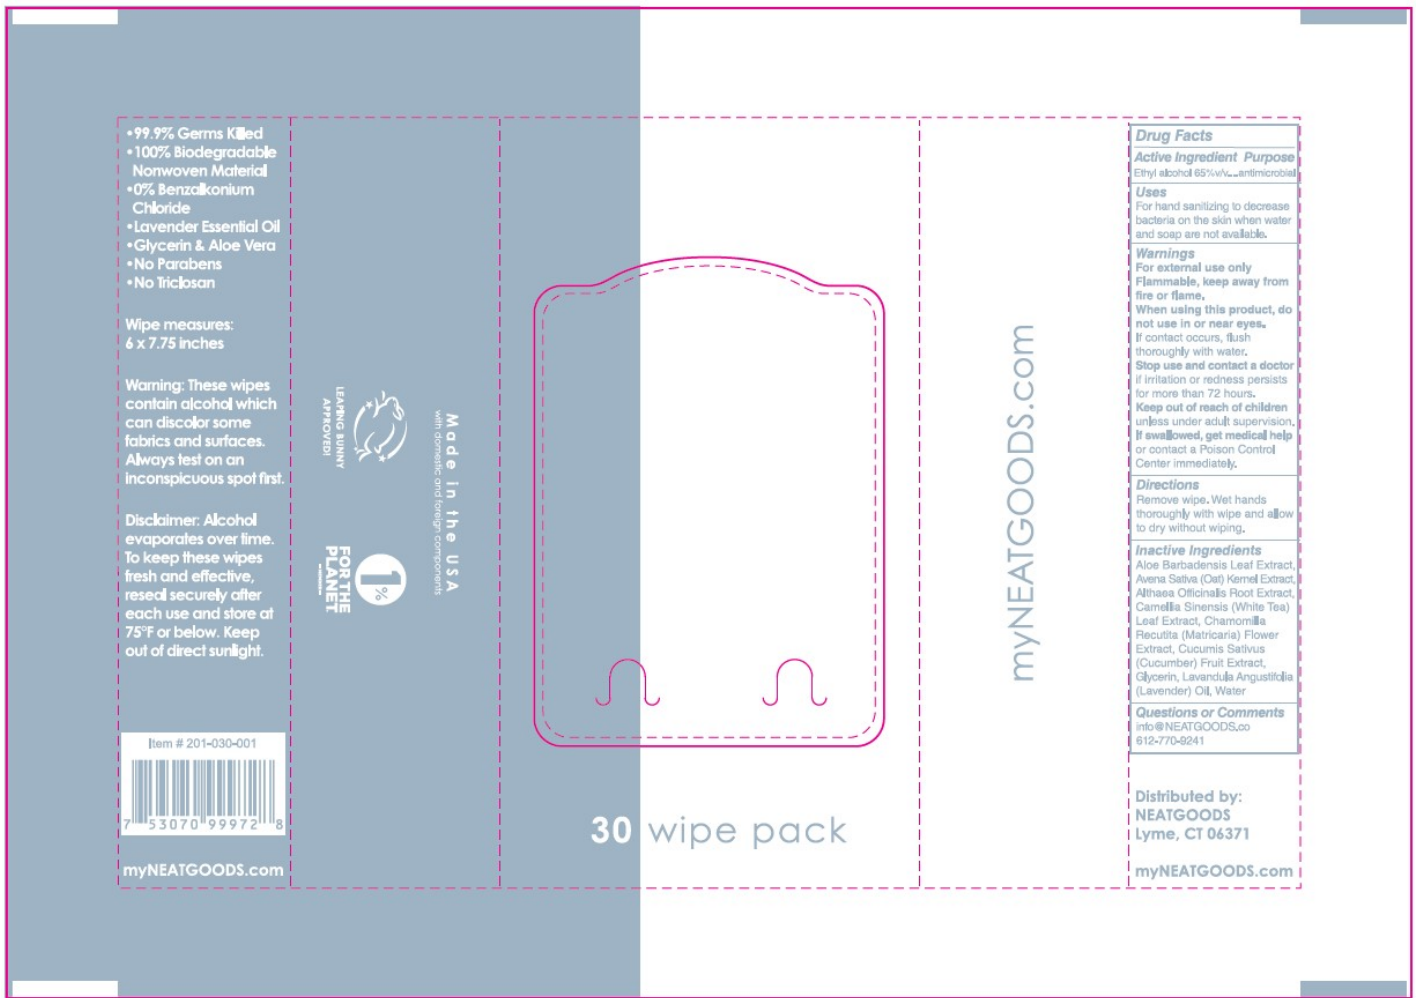 •99.9% Germs Killed
•100% Biodegradable
Nonwoven Material
•0% Benzalkonium
Chloride
•Lavender Essential Oil
•Glycerin & Aloe Vera
•No Parabens
•No Triclosan
Wipe measures:
6 x 7.75 inches
Warning: These wipes
contain alcohol which
can discolor some
fabrics and surfaces.
Always test on an
inconspicuous spot first.
Disclaimer: Alcohol
evaporates over time.
To keep these wipes
fresh and effective,
reseal securely after
each use and store at
75°F or below. Keep
out of direct sunlight.
Item # 201-030-001
7 53070 99972 8
myNEATGOODS.com
LEAPING BUNNY
APPROVED!
1%
FOR THE
PLANET
Made in the USA
with domestic and foreign components
30 wipe pack
myNEATGOODS.com
Drug Facts
Active Ingredient Purpose
Ethyl alcohol 65%v/v...antimicrobial
Uses
For hand sanitizing to decrease
bacteria on the skin when water
and soap are not available.
Warnings
For external use only
Flammable, keep away from
fire or flame.
When using this product, do
not use in or near eyes.
If contact occurs, flush
thoroughly with water.
Stop use and contact a doctor
if irritation or redness persists
for more than 72 hours.
Keep out of reach of children
unless under adult supervision.
If swallowed, get medical help
or contact a Poison Control
Center immediately.
Directions
Remove wipe. Wet hands
thoroughly with wipe and allow
to dry without wiping.
Inactive Ingredients
Aloe Barbadensis Leaf Extract,
Avena Sativa (Oat) Kernel Extract,
Althaea Officinalis Root Extract,
Camellia Sinensis (White Tea)
Leaf Extract, Chamomilla
Recutita (Matricaria) Flower
Extract, Cucumis Sativus
(Cucumber) Fruit Extract,
Glycerin, Lavandula Angustifolia
(Lavender) Oil, Water
Questions or Comments
info@NEATGOODS.co
612-770-9241
Distributed by:
NEATGOODS
Lyme, CT 06371
myNEATGOODS.com